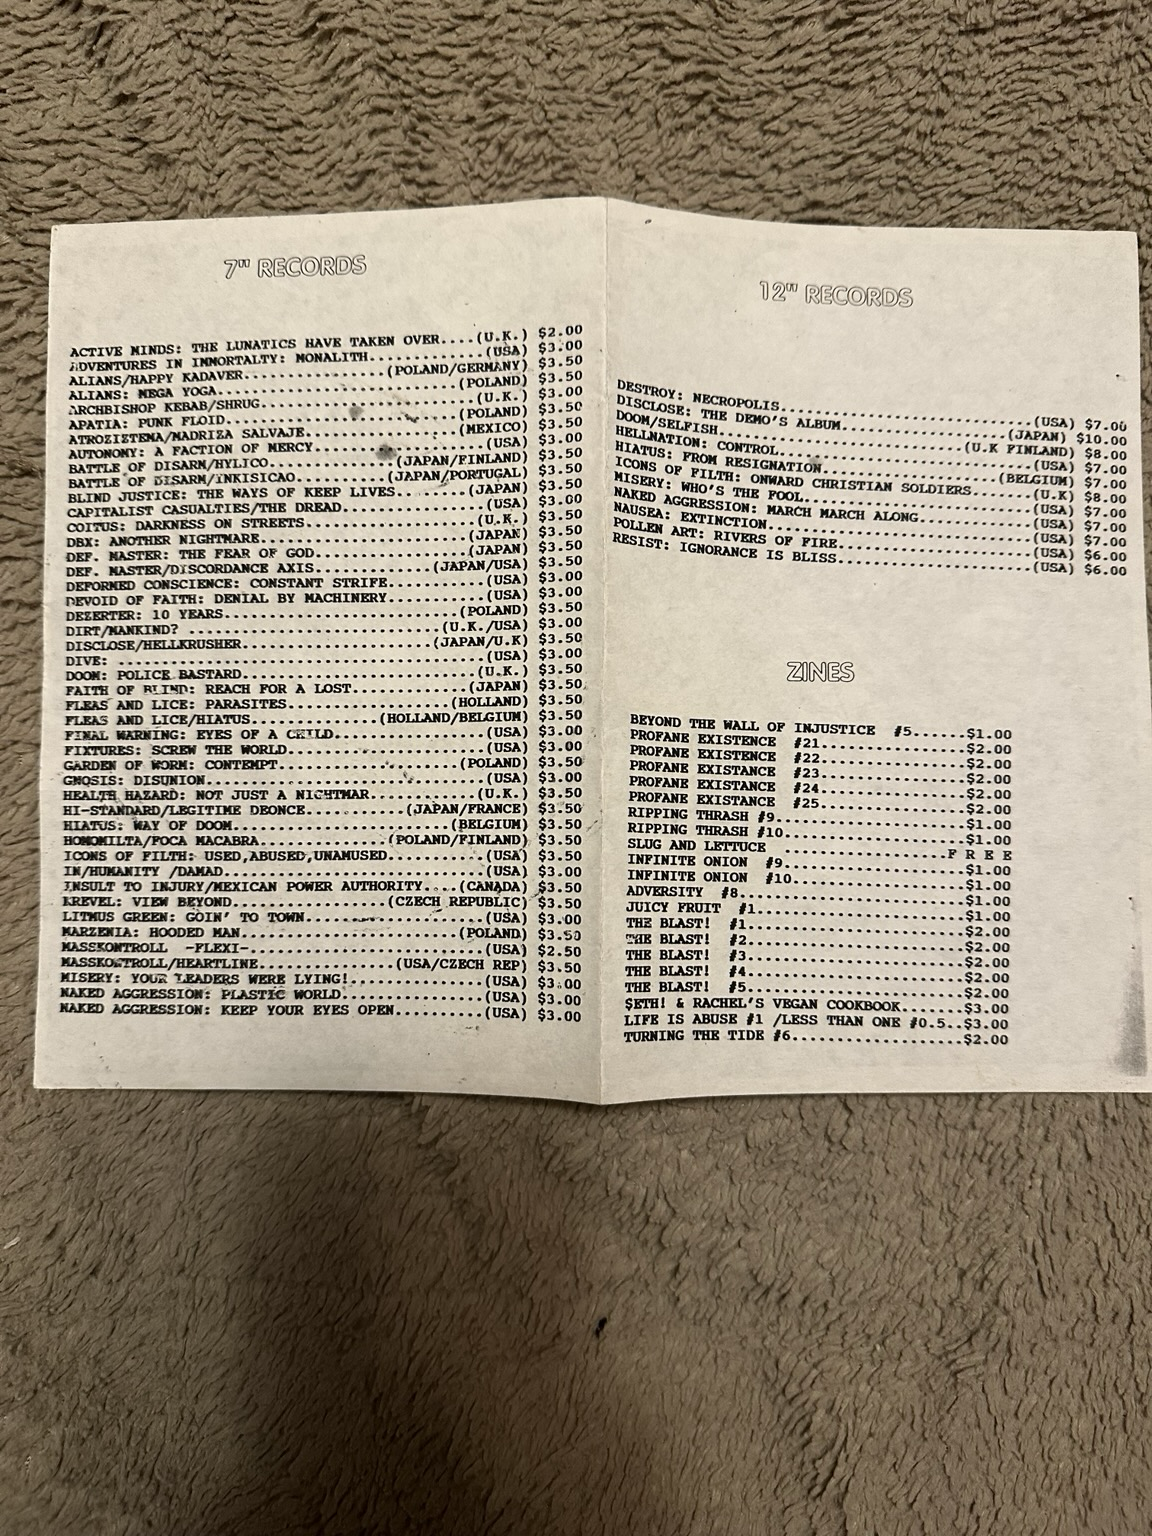 7" RECORDS
ACTIVE MINDS: THE LUNATICS HAVE TAKEN OVER....(U.K.) $2.00
ADVENTURES IN IMMORTALTY: MONALITH.............(USA) $3.00
ALIANS/HAPPY KADAVER................(POLAND/GERMANY) $3.50
ALIANS: MEGA YOGA...........................(POLAND) $3.50
ARCHBISHOP KEBAB/SHRUG........................(U.K.) $3.00
APATIA: PUNK FLOID..........................(POLAND) $3.50
ATROZIZTEMA/MADRIZA SALVAJE.................(MEXICO) $3.50
AUTONOMY: A FACTION OF MERCY...................(USA) $3.00
BATTLE OF DISARM/HYLICO..............(JAPAN/FINLAND) $3.50
BATTLE OF DISARM/INKISICAO..........(JAPAN/PORTUGAL) $3.50
BLIND JUSTICE: THE WAYS OF KEEP LIVES........(JAPAN) $3.50
CAPITALIST CASUALTIES/THE DREAD................(USA) $3.00
COITUS: DARKNESS ON STREETS...................(U.K.) $3.50
DBX: ANOTHER NIGHTMARE.......................(JAPAN) $3.50
DEF. MASTER: THE FEAR OF GOD.................(JAPAN) $3.50
DEF. MASTER/DISCORDANCE AXIS.............(JAPAN/USA) $3.50
DEFORMED CONSCIENCE: CONSTANT STRIFE...........(USA) $3.00
DEVOID OF FAITH: DENIAL BY MACHINERY...........(USA) $3.00
DEZERTER: 10 YEARS..........................(POLAND) $3.50
DIRT/MANKIND? ............................(U.K./USA) $3.00
DISCLOSE/HELLKRUSHER.....................(JAPAN/U.K) $3.50
DIVE: .........................................(USA) $3.00
DOOM: POLICE BASTARD..........................(U.K.) $3.50
FAITH OF BLIND: REACH FOR A LOST.............(JAPAN) $3.50
FLEAS AND LICE: PARASITES..................(HOLLAND) $3.50
FLEAS AND LICE/HIATUS..............(HOLLAND/BELGIUM) $3.50
FINAL WARNING: EYES OF A CHILD.................(USA) $3.00
FIXTURES: SCREW THE WORLD......................(USA) $3.00
GARDEN OF WORM: CONTEMPT....................(POLAND) $3.50
GNOSIS: DISUNION...............................(USA) $3.00
HEALTH HAZARD: NOT JUST A NIGHTMAR............(U.K.) $3.50
HI-STANDARD/LEGITIME DEONCE...........(JAPAN/FRANCE) $3.50
HIATUS: WAY OF DOOM........................(BELGIUM) $3.50
HOMOMILTA/FOCA MACABRA..............(POLAND/FINLAND) $3.50
ICONS OF FILTH: USED,ABUSED,UNAMUSED...........(USA) $3.50
IN/HUMANITY /DAMAD.............................(USA) $3.00
INSULT TO INJURY/MEXICAN POWER AUTHORITY....(CANADA) $3.50
KREVEL: VIEW BEYOND.................(CZECH REPUBLIC) $3.50
LITMUS GREEN: GOIN' TO TOWN....................(USA) $3.00
MARZENIA: HOODED MAN........................(POLAND) $3.50
MASSKONTROLL  -FLEXI-..........................(USA) $2.50
MASSKONTROLL/HEARTLINE...............(USA/CZECH REP) $3.50
MISERY: YOUR LEADERS WERE LYING!...............(USA) $3.00
NAKED AGGRESSION: PLASTIC WORLD................(USA) $3.00
NAKED AGGRESSION: KEEP YOUR EYES OPEN..........(USA) $3.00
12" RECORDS
DESTROY: NECROPOLIS.............................(USA) $7.00
DISCLOSE: THE DEMO'S ALBUM...................(JAPAN) $10.00
DOOM/SELFISH............................(U.K FINLAND) $8.00
HELLNATION: CONTROL.............................(USA) $7.00
HIATUS: FROM RESIGNATION....................(BELGIUM) $7.00
ICONS OF FILTH: ONWARD CHRISTIAN SOLDIERS.......(U.K) $8.00
MISERY: WHO'S THE FOOL..........................(USA) $7.00
NAKED AGGRESSION: MARCH MARCH ALONG.............(USA) $7.00
NAUSEA: EXTINCTION..............................(USA) $7.00
POLLEN ART: RIVERS OF FIRE......................(USA) $6.00
RESIST: IGNORANCE IS BLISS......................(USA) $6.00
ZINES
BEYOND THE WALL OF INJUSTICE  #5......$1.00
PROFANE EXISTENCE  #21................$2.00
PROFANE EXISTENCE  #22................$2.00
PROFANE EXISTANCE  #23................$2.00
PROFANE EXISTANCE  #24................$2.00
PROFANE EXISTANCE  #25................$2.00
RIPPING THRASH #9.....................$1.00
RIPPING THRASH #10....................$1.00
SLUG AND LETTUCE  ..................F R E E
INFINITE ONION  #9....................$1.00
INFINITE ONION  #10...................$1.00
ADVERSITY  #8.........................$1.00
JUICY FRUIT  #1.......................$1.00
THE BLAST!  #1........................$2.00
THE BLAST!  #2........................$2.00
THE BLAST!  #3........................$2.00
THE BLAST!  #4........................$2.00
THE BLAST!  #5........................$2.00
$ETH! & RACHEL'S VEGAN COOKBOOK.......$3.00
LIFE IS ABUSE #1 /LESS THAN ONE #0.5..$3.00
TURNING THE TIDE #6...................$2.00